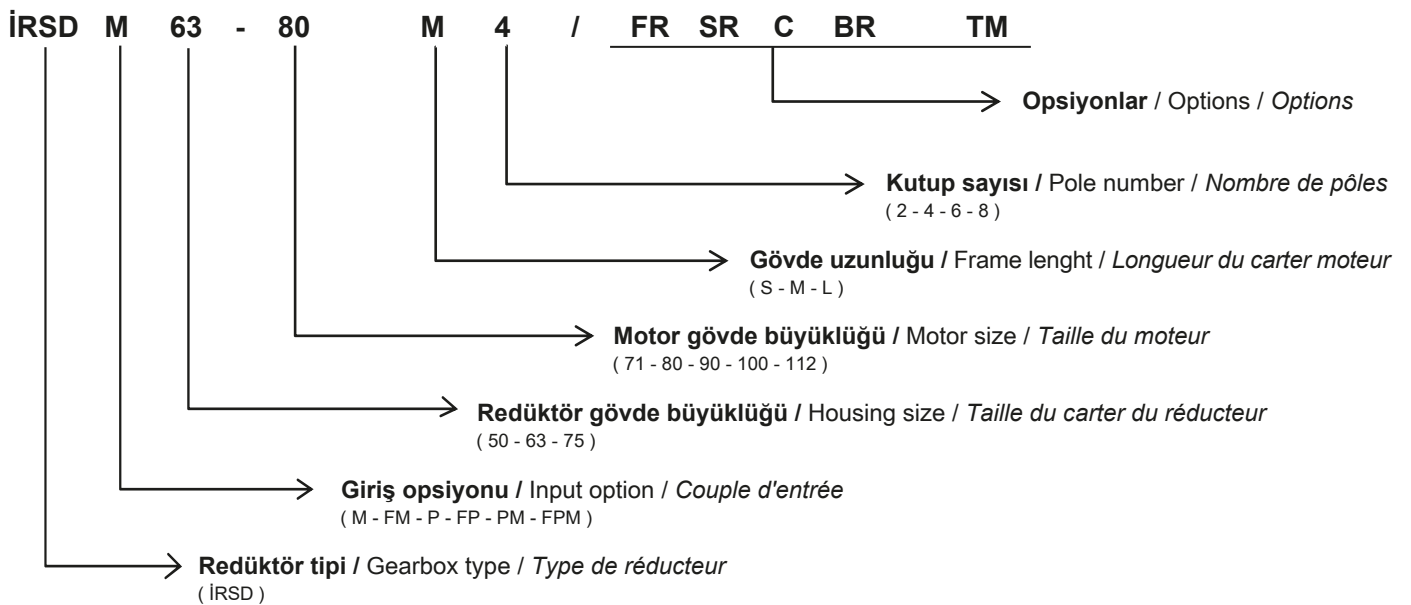 İRSD M 63 - 80 M 4 / FR SR C BR TM
Opsiyonlar / Options / Options
Kutup sayısı / Pole number / Nombre de pôles
( 2 - 4 - 6 - 8 )
Gövde uzunluğu / Frame lenght / Longueur du carter moteur
( S - M - L )
Motor gövde büyüklüğü / Motor size / Taille du moteur
( 71 - 80 - 90 - 100 - 112 )
Redüktör gövde büyüklüğü / Housing size / Taille du carter du réducteur
( 50 - 63 - 75 )
Giriş opsiyonu / Input option / Couple d'entrée
( M - FM - P - FP - PM - FPM )
Redüktör tipi / Gearbox type / Type de réducteur
( İRSD )